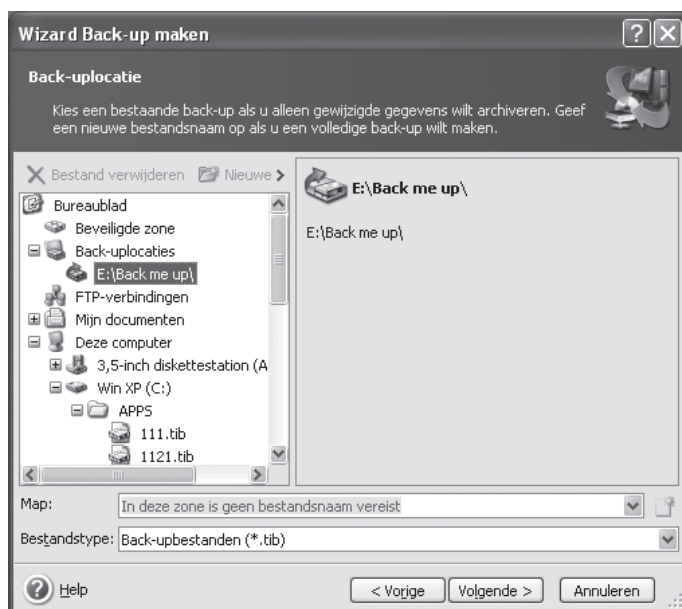 Wizard Back-up maken
Back-uplocatie
Kies een bestaande back-up als u alleen gewijzigde gegevens wilt archiveren. Geef
een nieuwe bestandsnaam op als u een volledige back-up wilt maken.
Bestand verwijderen Nieuwe
E:\Back me up\
E:\Back me up\
Bureaublad
Beveiligde zone
Back-uplocaties
E:\Back me up\
FTP-verbindingen
Mijn documenten
Deze computer
3,5-inch diskettestation (A
Win XP (C:)
APPS
111.tib
1121.tib
Map: In deze zone is geen bestandsnaam vereist
Bestandstype: Back-upbestanden (*.tib)
Help
< Vorige
Volgende >
Annuleren